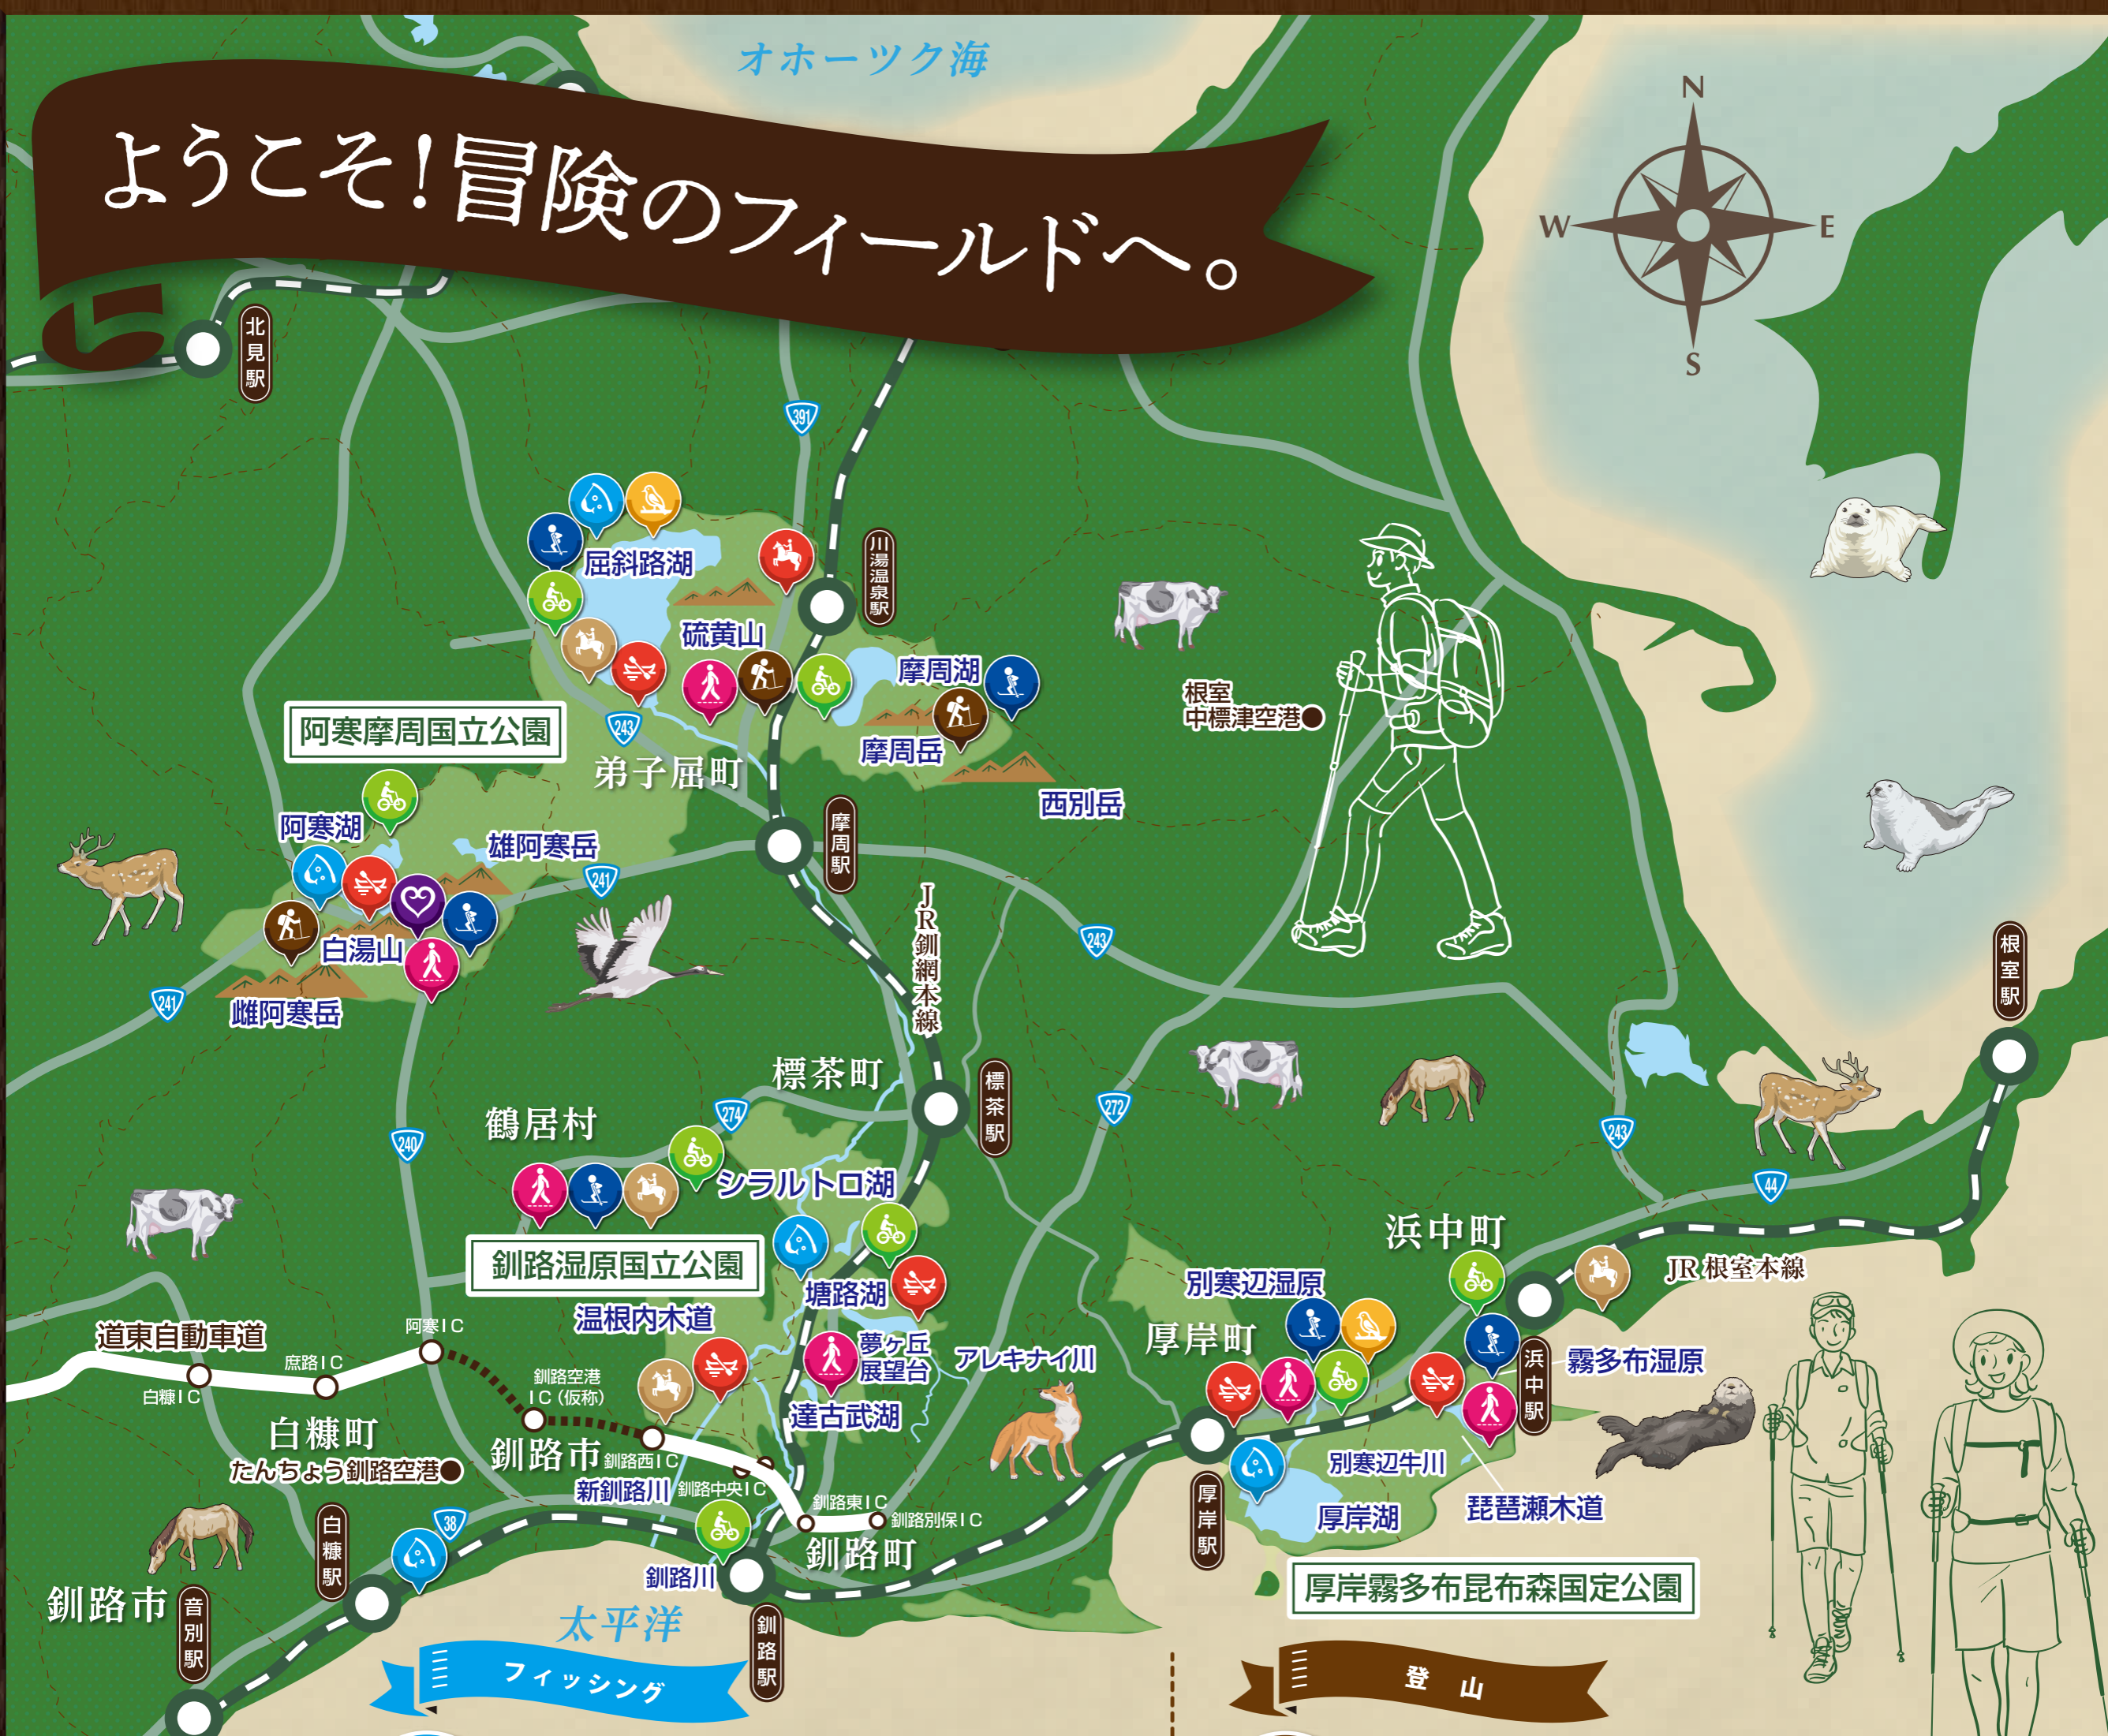 オホーツク海
ようこそ！冒険のフィールドへ。
N
W
E
S
北見駅
391
屈斜路湖
川湯温泉駅
硫黄山
摩周湖
根室
中標津空港
阿寒摩周国立公園
243
摩周岳
弟子屈町
西別岳
阿寒湖
雄阿寒岳
摩周駅
241
JR釧網本線
白湯山
243
241
雌阿寒岳
根室駅
標茶町
標茶駅
鶴居村
274
272
240
243
シラルトロ湖
44
浜中町
釧路湿原国立公園
JR 根室本線
塘路湖
別寒辺湿原
温根内木道
道東自動車道
阿寒IC
厚岸町
夢ヶ丘
展望台
アレキナイ川
浜中駅
霧多布湿原
庶路IC
白糠IC
釧路空港
IC（仮称）
達古武湖
白糠町
釧路市
釧路西IC
たんちょう釧路空港
別寒辺牛川
新釧路川
釧路中央IC
釧路東IC
釧路別保IC
厚岸湖
琵琶瀬木道
厚岸駅
白糠駅
38
釧路町
釧路川
厚岸霧多布昆布森国定公園
釧路市
音別駅
太平洋
釧路駅
フィッシング
登山